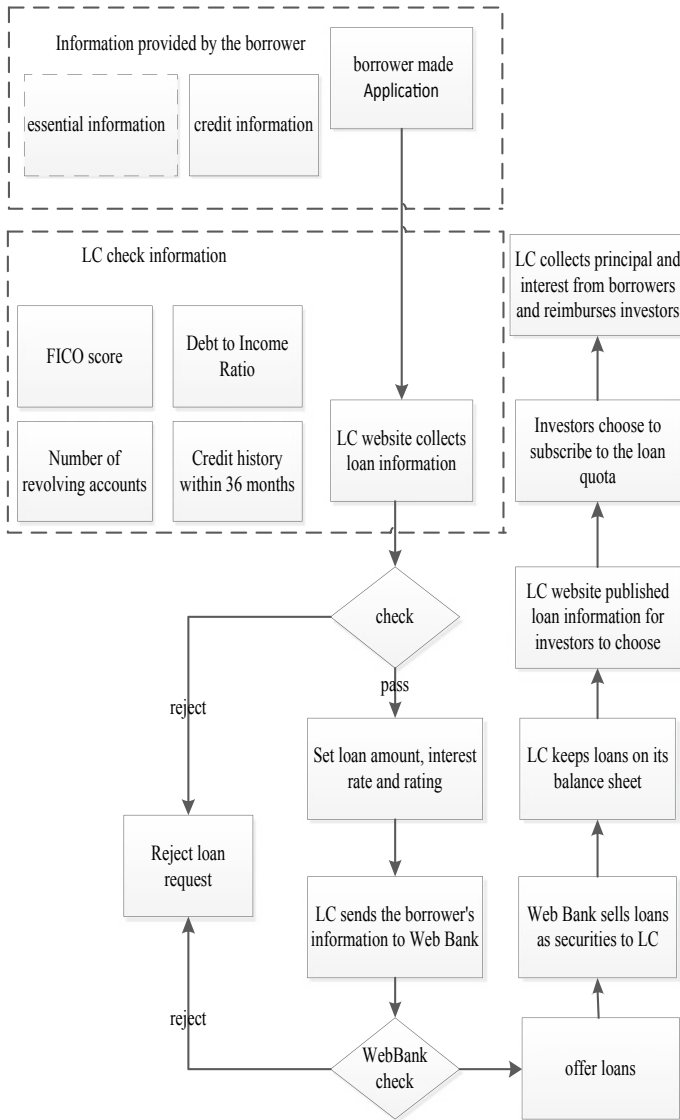 Information provided by the borrower
essential information
credit information
borrower made
Application
LC check information
FICO score
Debt to Income
Ratio
Number of
revolving accounts
Credit history
within 36 months
LC website collects
loan information
check
reject
pass
Set loan amount, interest
rate and rating
Reject loan
request
LC sends the borrower's
information to Web Bank
reject
WebBank
check
offer loans
Web Bank sells loans
as securities to LC
LC keeps loans on its
balance sheet
LC website published
loan information for
investors to choose
Investors choose to
subscribe to the loan
quota
LC collects principal and
interest from borrowers
and reimburses investors